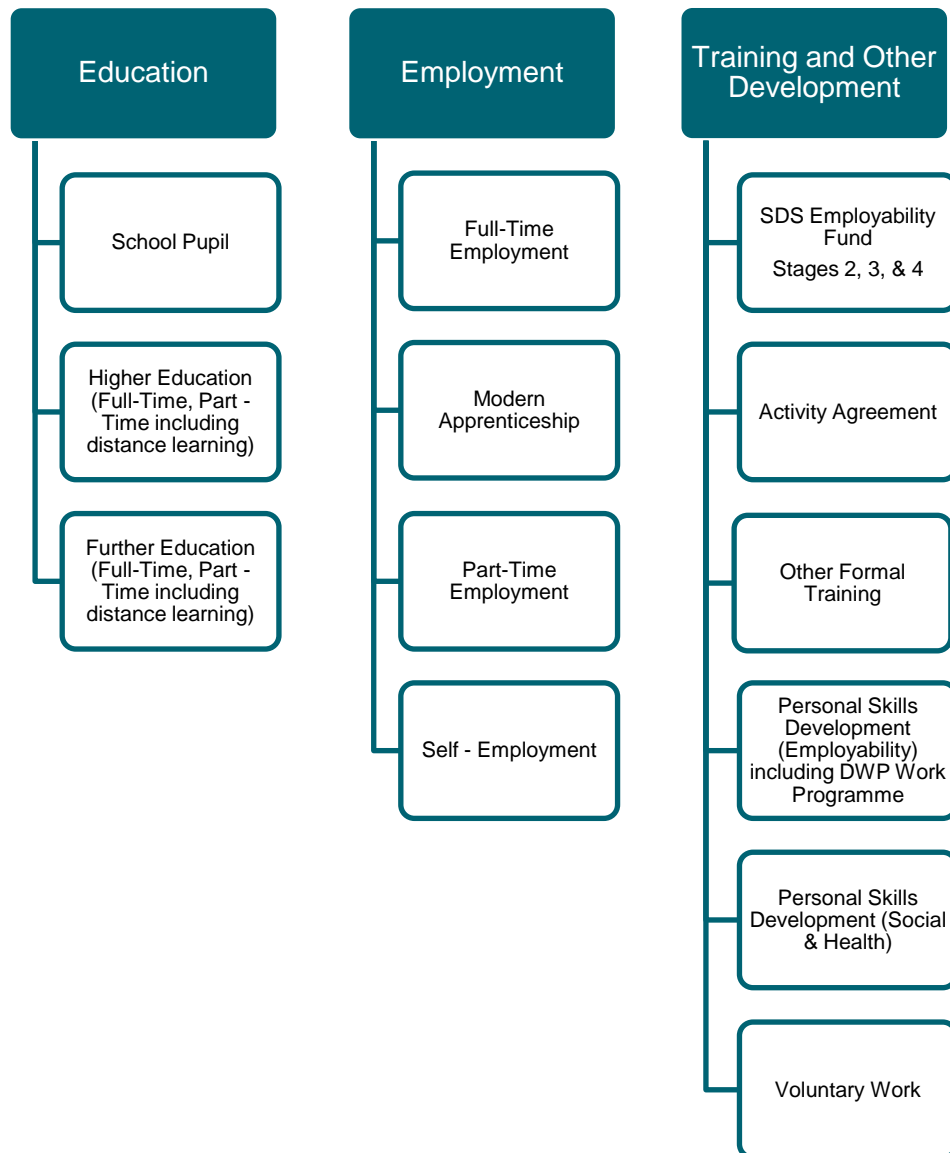 Education
School Pupil
Higher Education
(Full-Time, Part -
Time including
distance learning)
Further Education
(Full-Time, Part -
Time including
distance learning)
Employment
Full-Time
Employment
Modern
Apprenticeship
Part-Time
Employment
Self - Employment
Training and Other
Development
SDS Employability
Fund
Stages 2, 3, & 4
Activity Agreement
Other Formal
Training
Personal Skills
Development
(Employability)
including DWP Work
Programme
Personal Skills
Development (Social
& Health)
Voluntary Work